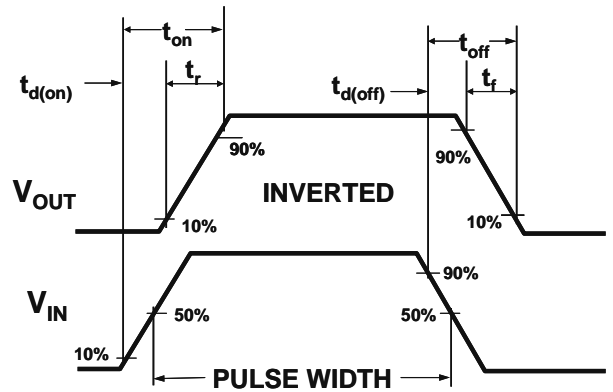 t_on
t_off
t_d(on)
t_r
t_d(off)
t_f
90%
90%
V_OUT
INVERTED
10%
10%
90%
V_IN
50%
50%
10%
PULSE WIDTH